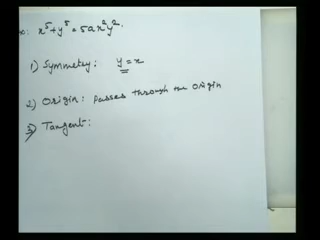 x⁵+y⁵ = 5ax²y².
1) Symmetry: y = x
2) Origin: Passes through the Origin
3) Tangent: